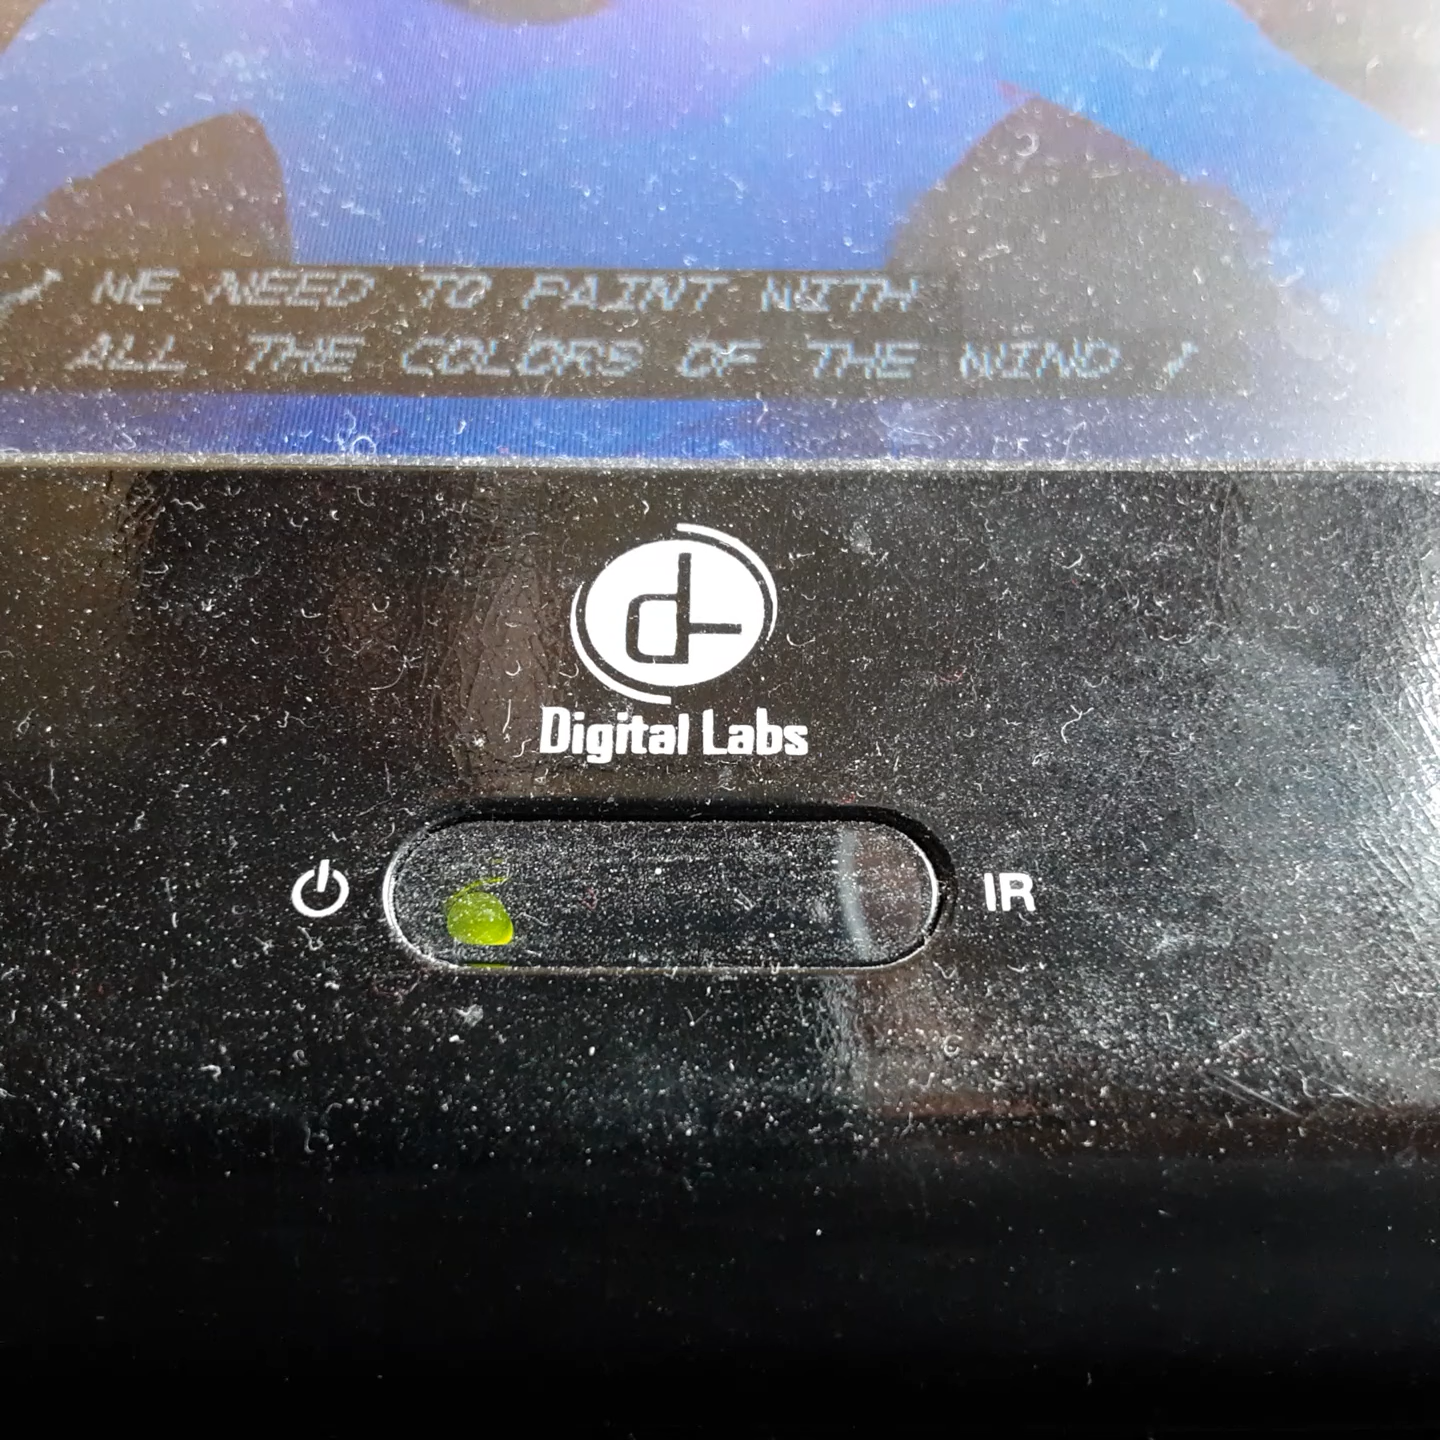 ♪ WE NEED TO PAINT WITH
ALL THE COLORS OF THE WIND ♪
Digital Labs
IR